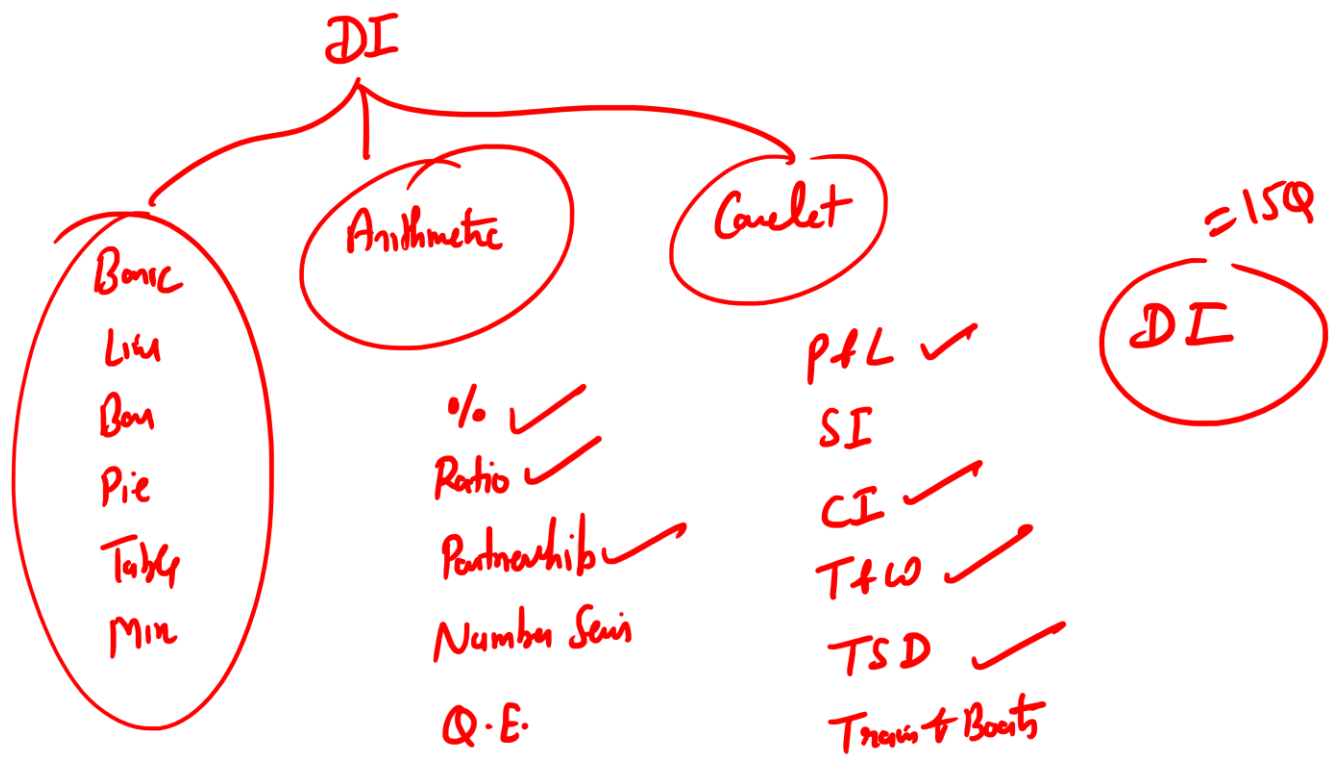 DI
Basic
Line
Bar
Pie
Table
Mix
Arithmetic
%
Ratio
Partnership
Number Series
Q.E.
Caselet
P&L
SI
CI
T&W
TSD
Train & Boats
=15Q
DI